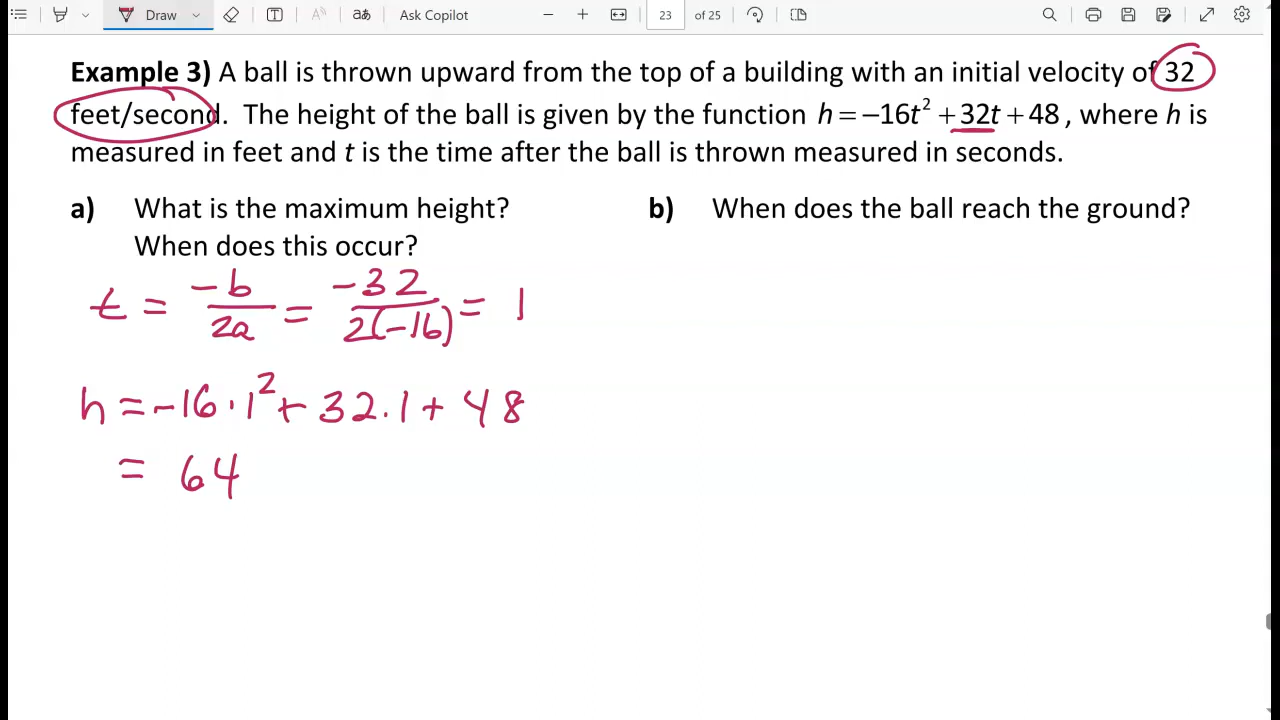 Draw
Ask Copilot
23 of 25
Example 3) A ball is thrown upward from the top of a building with an initial velocity of 32
feet/second. The height of the ball is given by the function h = −16t² + 32t + 48, where h is
measured in feet and t is the time after the ball is thrown measured in seconds.
a) What is the maximum height?
When does this occur?
t = -b/2a = -32/2(-16) = 1
h = -16·1² + 32·1 + 48
= 64
b) When does the ball reach the ground?